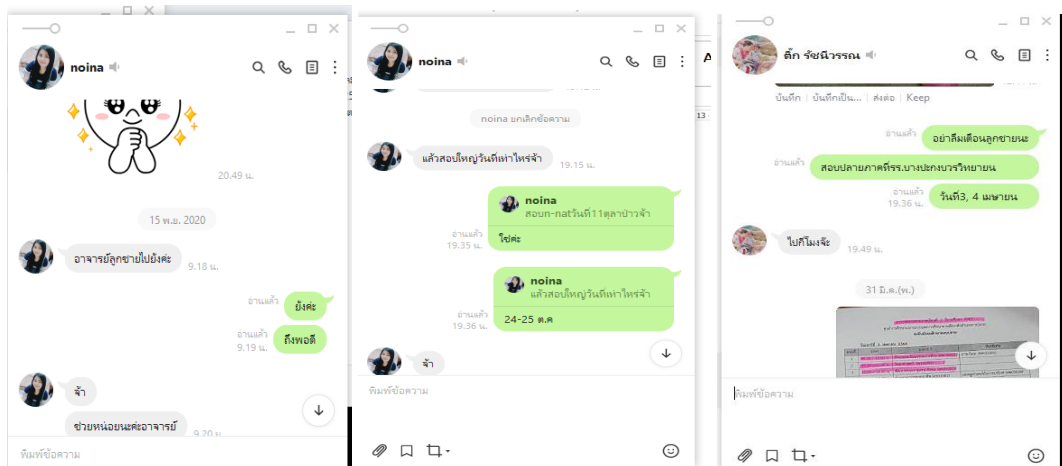 noina
20.49 น.
15 พ.ย. 2020
อาจารย์ลูกชายไปยังค่ะ
9.18 น.
อ่านแล้ว
ยังค่ะ
อ่านแล้ว
9.19 น.
ถึงพอดี
จ้า
ช่วยหน่อยนะค่ะอาจารย์
9.20 น.
พิมพ์ข้อความ
noina
noina ยกเลิกข้อความ
แล้วสอบใหญ่วันที่เท่าไหร่จ้า
19.15 น.
noina
สอบn-natวันที่11ตุลาป่าวจ้า
อ่านแล้ว
19.35 น.
ใช่ค่ะ
noina
แล้วสอบใหญ่วันที่เท่าไหร่จ้า
อ่านแล้ว
19.36 น.
24-25 ต.ค
จ้า
พิมพ์ข้อความ
A
13
ติ๊ก รัชนีวรรณ
บันทึก | บันทึกเป็น... | ส่งต่อ | Keep
อ่านแล้ว
อย่าลืมเตือนลูกชายนะ
อ่านแล้ว
สอบปลายภาคที่รร.บางปะกงบวรวิทยายน
อ่านแล้ว
19.36 น.
วันที่3, 4 เมษายน
ไปกี่โมงจ๊ะ
19.49 น.
31 มี.ค.(พ.)
พิมพ์ข้อความ